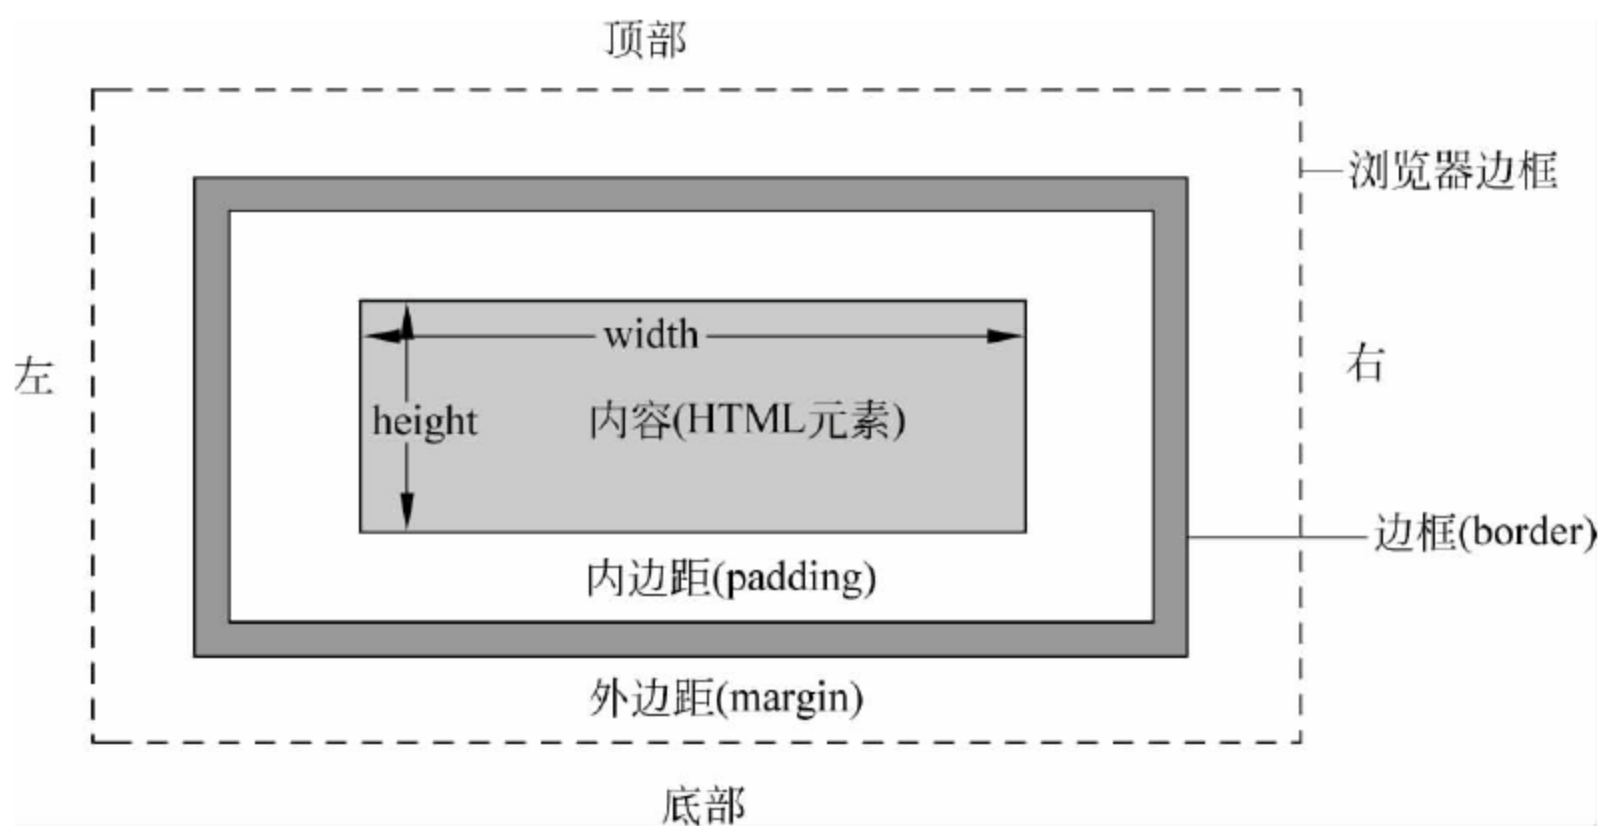 顶部
浏览器边框
width
左
右
height
内容(HTML元素)
边框(border)
内边距(padding)
外边距(margin)
底部